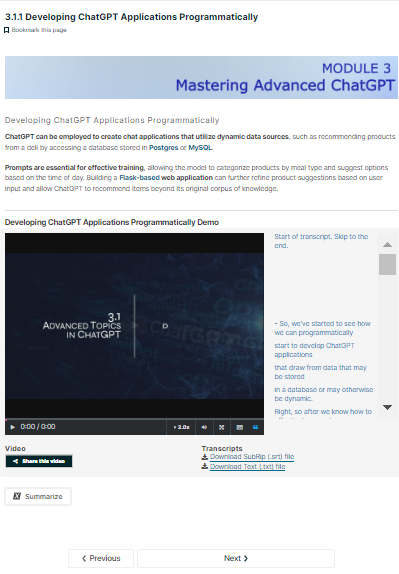 3.1.1 Developing ChatGPT Applications Programmatically
Bookmark this page
MODULE 3
Mastering Advanced ChatGPT
Developing ChatGPT Applications Programmatically
ChatGPT can be employed to create chat applications that utilize dynamic data sources, such as recommending products
from a deli by accessing a database stored in Postgres or MySQL.
Prompts are essential for effective training, allowing the model to categorize products by meal type and suggest options
based on the time of day. Building a Flask-based web application can further refine product suggestions based on user
input and allow ChatGPT to recommend items beyond its original corpus of knowledge.
Developing ChatGPT Applications Programmatically Demo
Start of transcript. Skip to the
end.
3.1
ADVANCED TOPICS
IN CHATGPT
D
- So, we've started to see how
we can programmatically
start to develop ChatGPT
applications
that draw from data that may
be stored
in a database or may otherwise
be dynamic.
Right, so after we know how to
0:00 / 0:00
2.0x
Video
Share this video
Transcripts
Download SubRip (.srt) file
Download Text (.txt) file
Summarize
Previous
Next